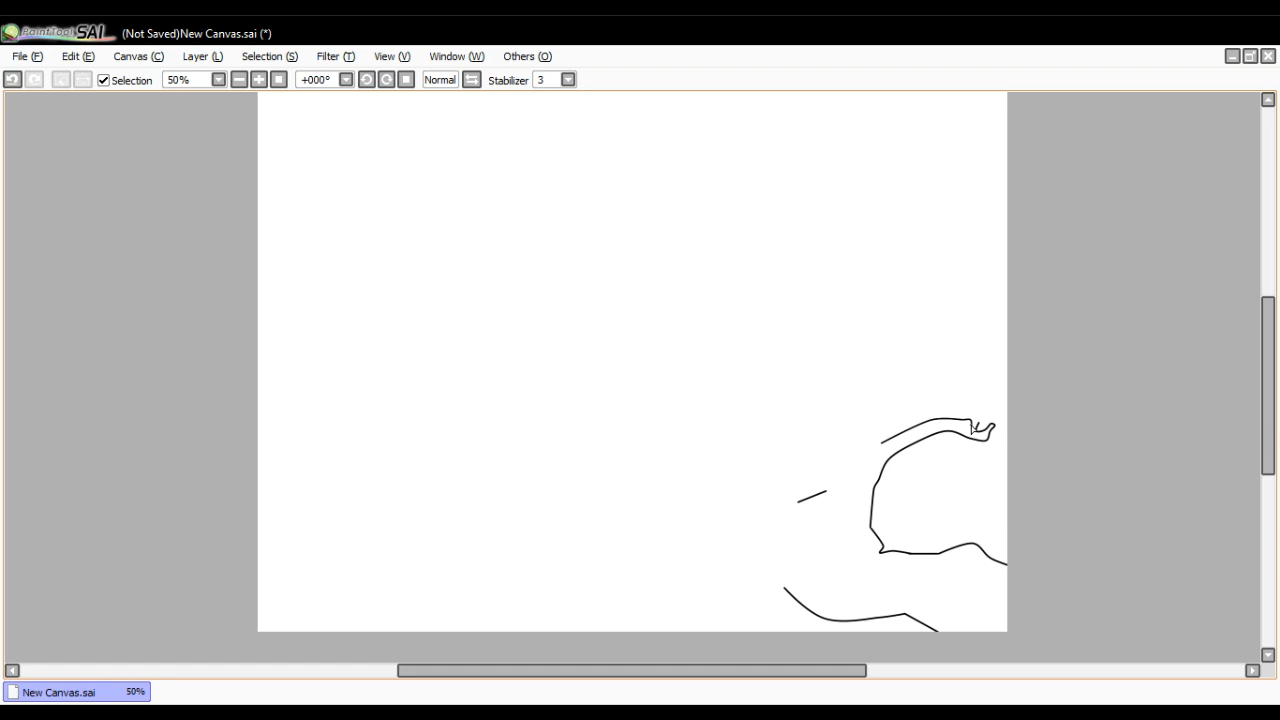 PaintTool SAI (Not Saved)New Canvas.sai (*)
File (F) Edit (E) Canvas (C) Layer (L) Selection (S) Filter (T) View (V) Window (W) Others (O)
Selection 50% +000° Normal Stabilizer 3
New Canvas.sai 50%